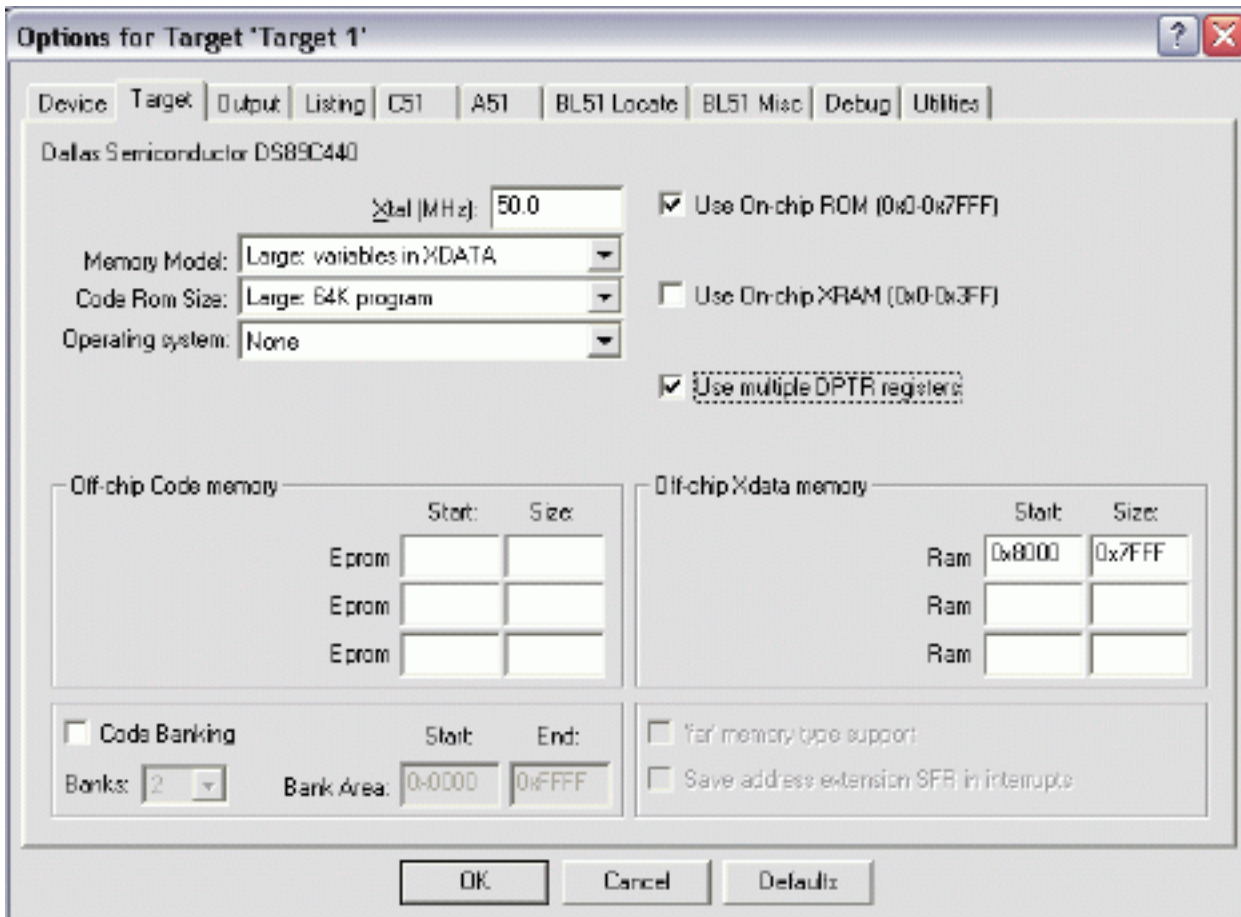 Options for Target 'Target 1'
Device Target Output Listing C51 A51 BL51 Locate BL51 Misc Debug Utilities
Dallas Semiconductor DS89C440
Xtal (MHz): 50.0
Use On-chip ROM (0x0-0x7FFF)
Memory Model: Large: variables in XDATA
Code Rom Size: Large: 64K program
Use On-chip XRAM (0x0-0x3FF)
Operating system: None
Use multiple DPTR registers
Off-chip Code memory
Start: Size:
Eprom
Eprom
Eprom
Off-chip Xdata memory
Start: Size:
Ram 0x8000 0x7FFF
Ram
Ram
Code Banking
Start: End:
Banks: 2 Bank Area: 0x0000 0xFFFF
'far' memory type support
Save address extension SFR in interrupts
OK Cancel Defaults